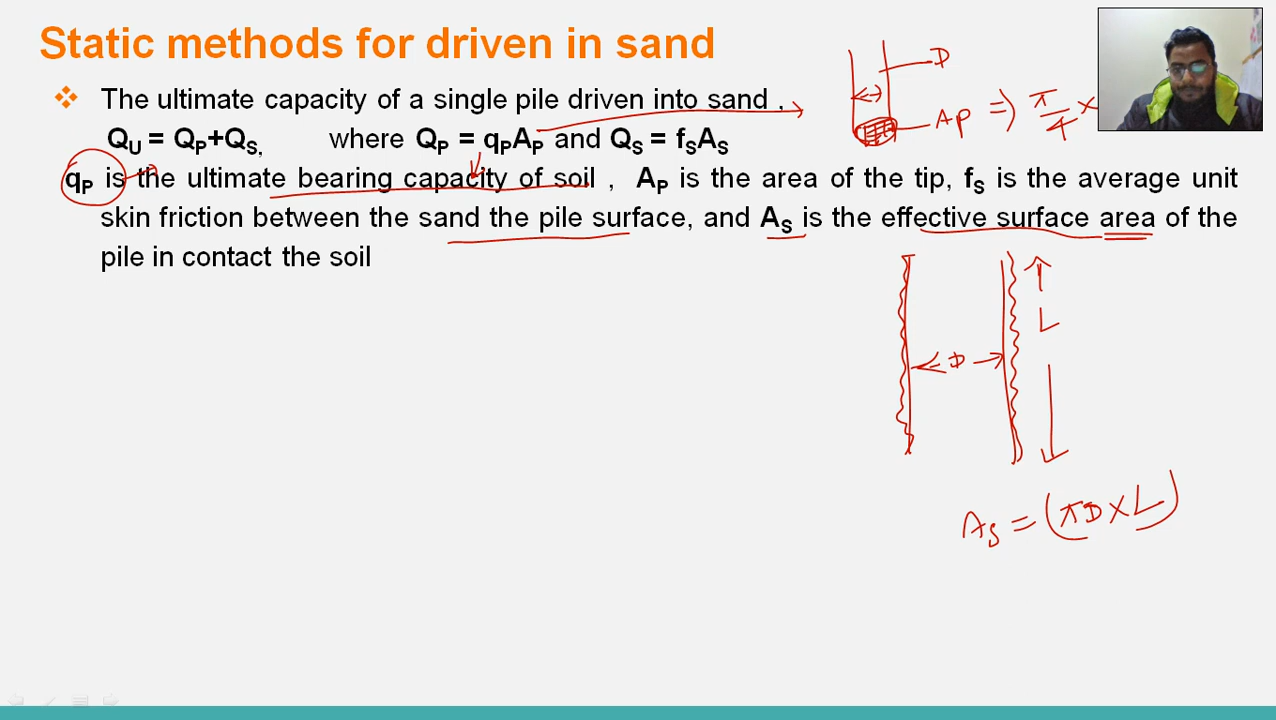 Static methods for driven in sand
❖ The ultimate capacity of a single pile driven into sand ,
Qᵤ = Qₚ+Qₛ, where Qₚ = qₚAₚ and Qₛ = fₛAₛ
qₚ is the ultimate bearing capacity of soil , Aₚ is the area of the tip, fₛ is the average unit
skin friction between the sand the pile surface, and Aₛ is the effective surface area of the
pile in contact the soil
D
Ap ⇒ π/4 ×
L
D
As = (πD × L)